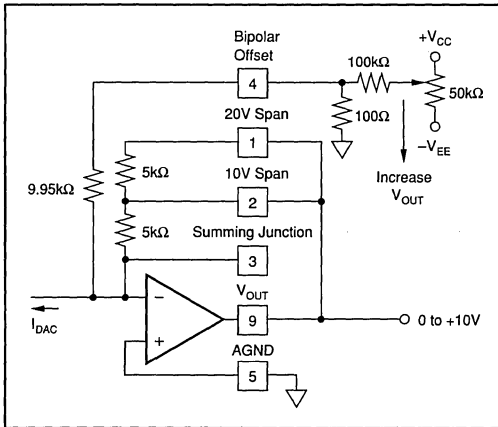 Bipolar
Offset
+VCC
100kΩ
4
50kΩ
100Ω
20V Span
1
–VEE
5kΩ
Increase
VOUT
10V Span
9.95kΩ
2
5kΩ
Summing Junction
3
VOUT
–
IDAC
9
0 to +10V
+
AGND
5